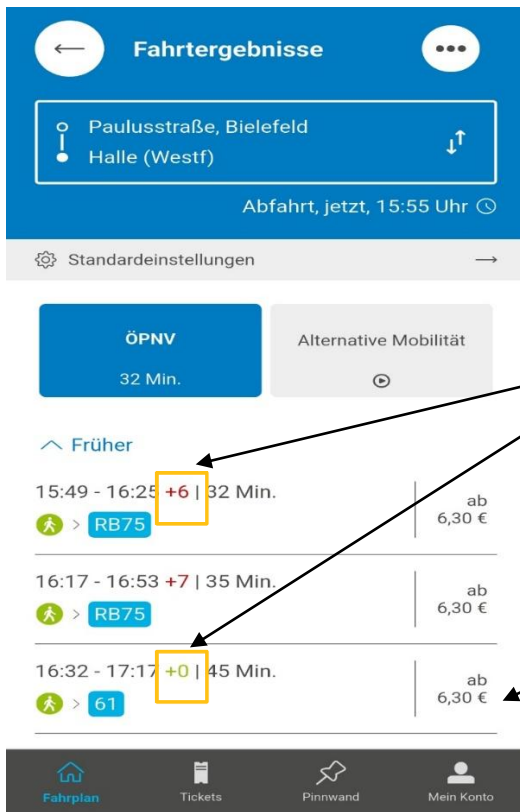 Fahrtergebnisse
Paulusstraße, Bielefeld
Halle (Westf)
Abfahrt, jetzt, 15:55 Uhr
Standardeinstellungen
ÖPNV
32 Min.
Alternative Mobilität
Früher
15:49 - 16:25 +6 | 32 Min.
RB75
ab
6,30 €
16:17 - 16:53 +7 | 35 Min.
RB75
ab
6,30 €
16:32 - 17:17 +0 | 45 Min.
61
ab
6,30 €
Fahrplan Tickets Pinnwand Mein Konto